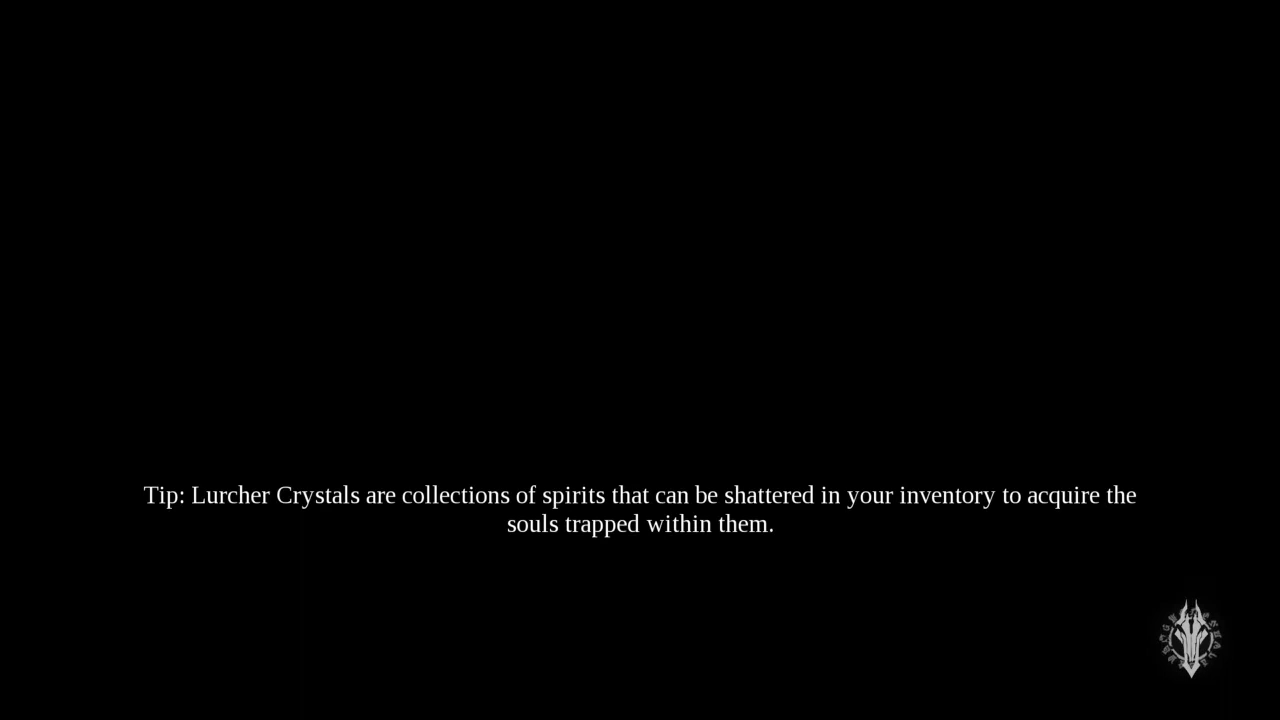 Tip: Lurcher Crystals are collections of spirits that can be shattered in your inventory to acquire the
souls trapped within them.